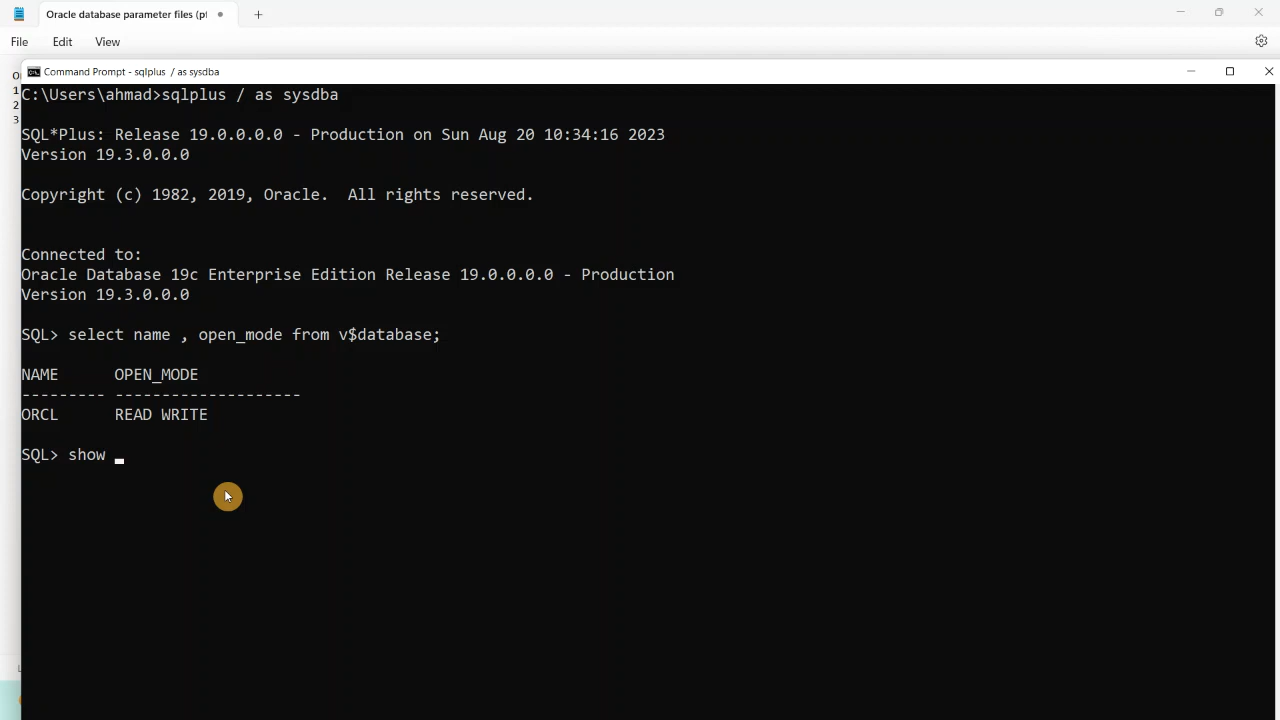 Oracle database parameter files (pf
File Edit View
Command Prompt - sqlplus / as sysdba
1
2
3
C:\Users\ahmad>sqlplus / as sysdba
SQL*Plus: Release 19.0.0.0.0 - Production on Sun Aug 20 10:34:16 2023
Version 19.3.0.0.0
Copyright (c) 1982, 2019, Oracle.  All rights reserved.
Connected to:
Oracle Database 19c Enterprise Edition Release 19.0.0.0.0 - Production
Version 19.3.0.0.0
SQL> select name , open_mode from v$database;
NAME      OPEN_MODE
--------- --------------------
ORCL      READ WRITE
SQL> show